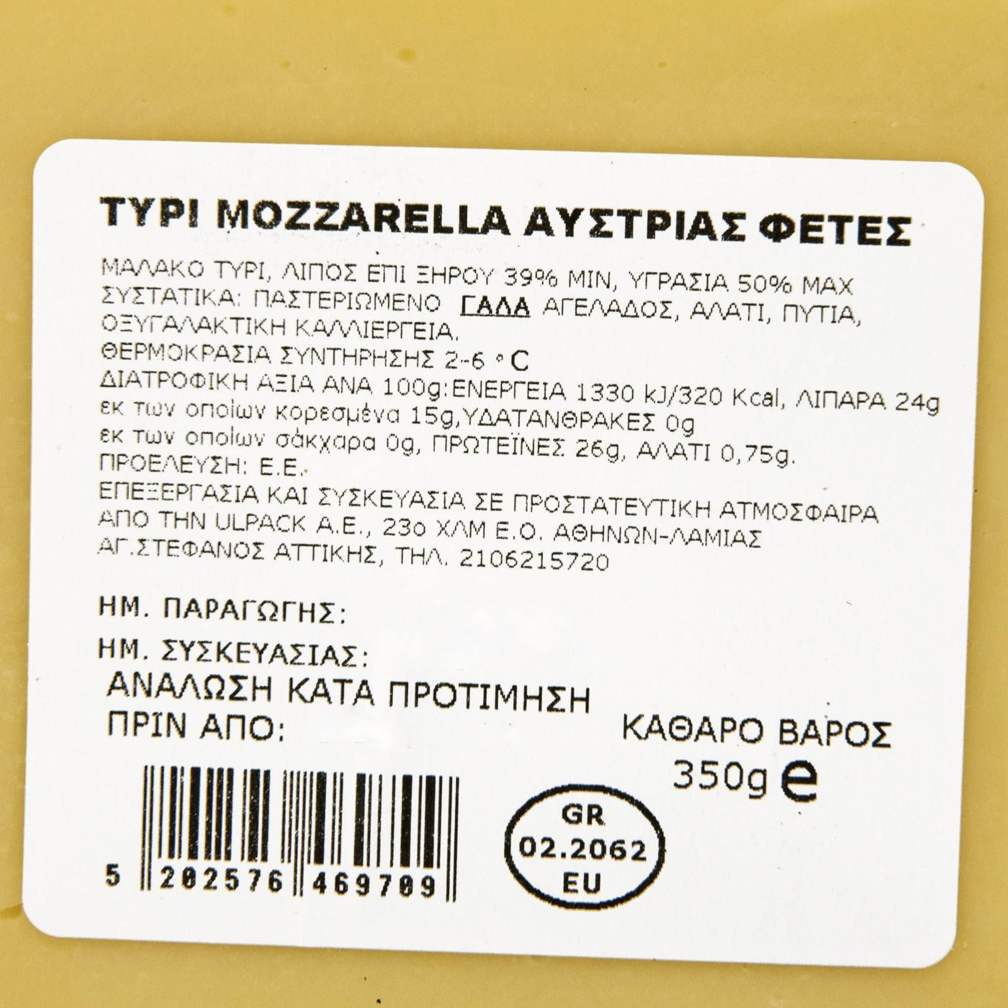 ΤΥΡΙ MOZZARELLA ΑΥΣΤΡΙΑΣ ΦΕΤΕΣ
ΜΑΛΑΚΟ ΤΥΡΙ, ΛΙΠΟΣ ΕΠΙ ΞΗΡΟΥ 39% MIN, ΥΓΡΑΣΙΑ 50% MAX
ΣΥΣΤΑΤΙΚΑ: ΠΑΣΤΕΡΙΩΜΕΝΟ ΓΑΛΑ ΑΓΕΛΑΔΟΣ, ΑΛΑΤΙ, ΠΥΤΙΑ,
ΟΞΥΓΑΛΑΚΤΙΚΗ ΚΑΛΛΙΕΡΓΕΙΑ.
ΘΕΡΜΟΚΡΑΣΙΑ ΣΥΝΤΗΡΗΣΗΣ 2-6 °C
ΔΙΑΤΡΟΦΙΚΗ ΑΞΙΑ ΑΝΑ 100g:ΕΝΕΡΓΕΙΑ 1330 kJ/320 Kcal, ΛΙΠΑΡΑ 24g
εκ των οποίων κορεσμένα 15g,ΥΔΑΤΑΝΘΡΑΚΕΣ 0g
εκ των οποίων σάκχαρα 0g, ΠΡΩΤΕΪΝΕΣ 26g, ΑΛΑΤΙ 0,75g.
ΠΡΟΕΛΕΥΣΗ: Ε.Ε.
ΕΠΕΞΕΡΓΑΣΙΑ ΚΑΙ ΣΥΣΚΕΥΑΣΙΑ ΣΕ ΠΡΟΣΤΑΤΕΥΤΙΚΗ ΑΤΜΟΣΦΑΙΡΑ
ΑΠΟ ΤΗΝ ULPACK Α.Ε., 23ο ΧΛΜ Ε.Ο. ΑΘΗΝΩΝ-ΛΑΜΙΑΣ
ΑΓ.ΣΤΕΦΑΝΟΣ ΑΤΤΙΚΗΣ, ΤΗΛ. 2106215720
ΗΜ. ΠΑΡΑΓΩΓΗΣ:
ΗΜ. ΣΥΣΚΕΥΑΣΙΑΣ:
ΑΝΑΛΩΣΗ ΚΑΤΑ ΠΡΟΤΙΜΗΣΗ
ΠΡΙΝ ΑΠΟ:
ΚΑΘΑΡΟ ΒΑΡΟΣ
350g e
5 202576 469709
GR
02.2062
EU